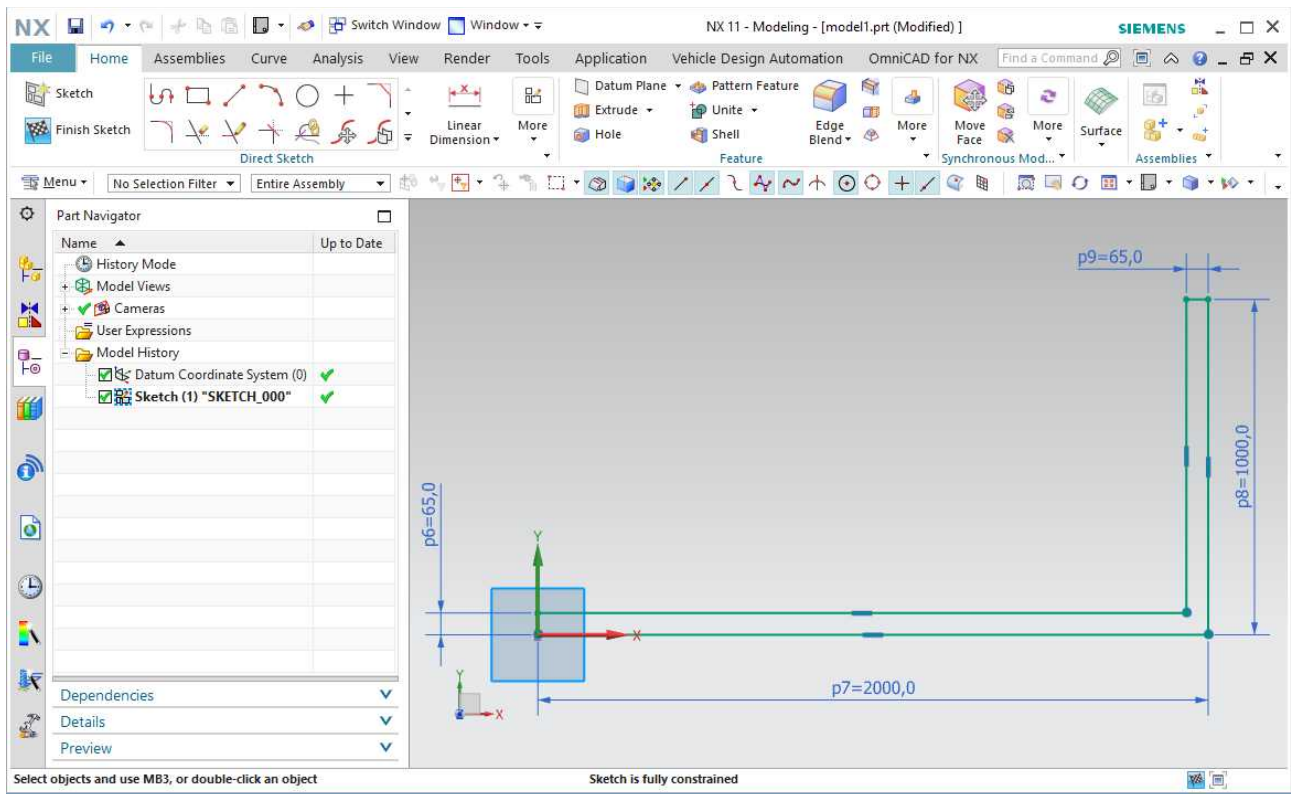 NX Switch Window Window NX 11 - Modeling - [model1.prt (Modified) ] SIEMENS
File Home Assemblies Curve Analysis View Render Tools Application Vehicle Design Automation OmniCAD for NX Find a Command
Sketch
Finish Sketch
Direct Sketch
Linear
Dimension
More
Datum Plane
Extrude
Hole
Pattern Feature
Unite
Shell
Edge
Blend
More
Feature
Move
Face
More
Synchronous Mod...
Surface
Assemblies
Menu No Selection Filter Entire Assembly
Part Navigator
Name Up to Date
History Mode
Model Views
Cameras
User Expressions
Model History
Datum Coordinate System (0)
Sketch (1) "SKETCH_000"
Dependencies
Details
Preview
p9=65,0
p8=1000,0
p6=65,0
Y
X
p7=2000,0
Y
X
Select objects and use MB3, or double-click an object Sketch is fully constrained